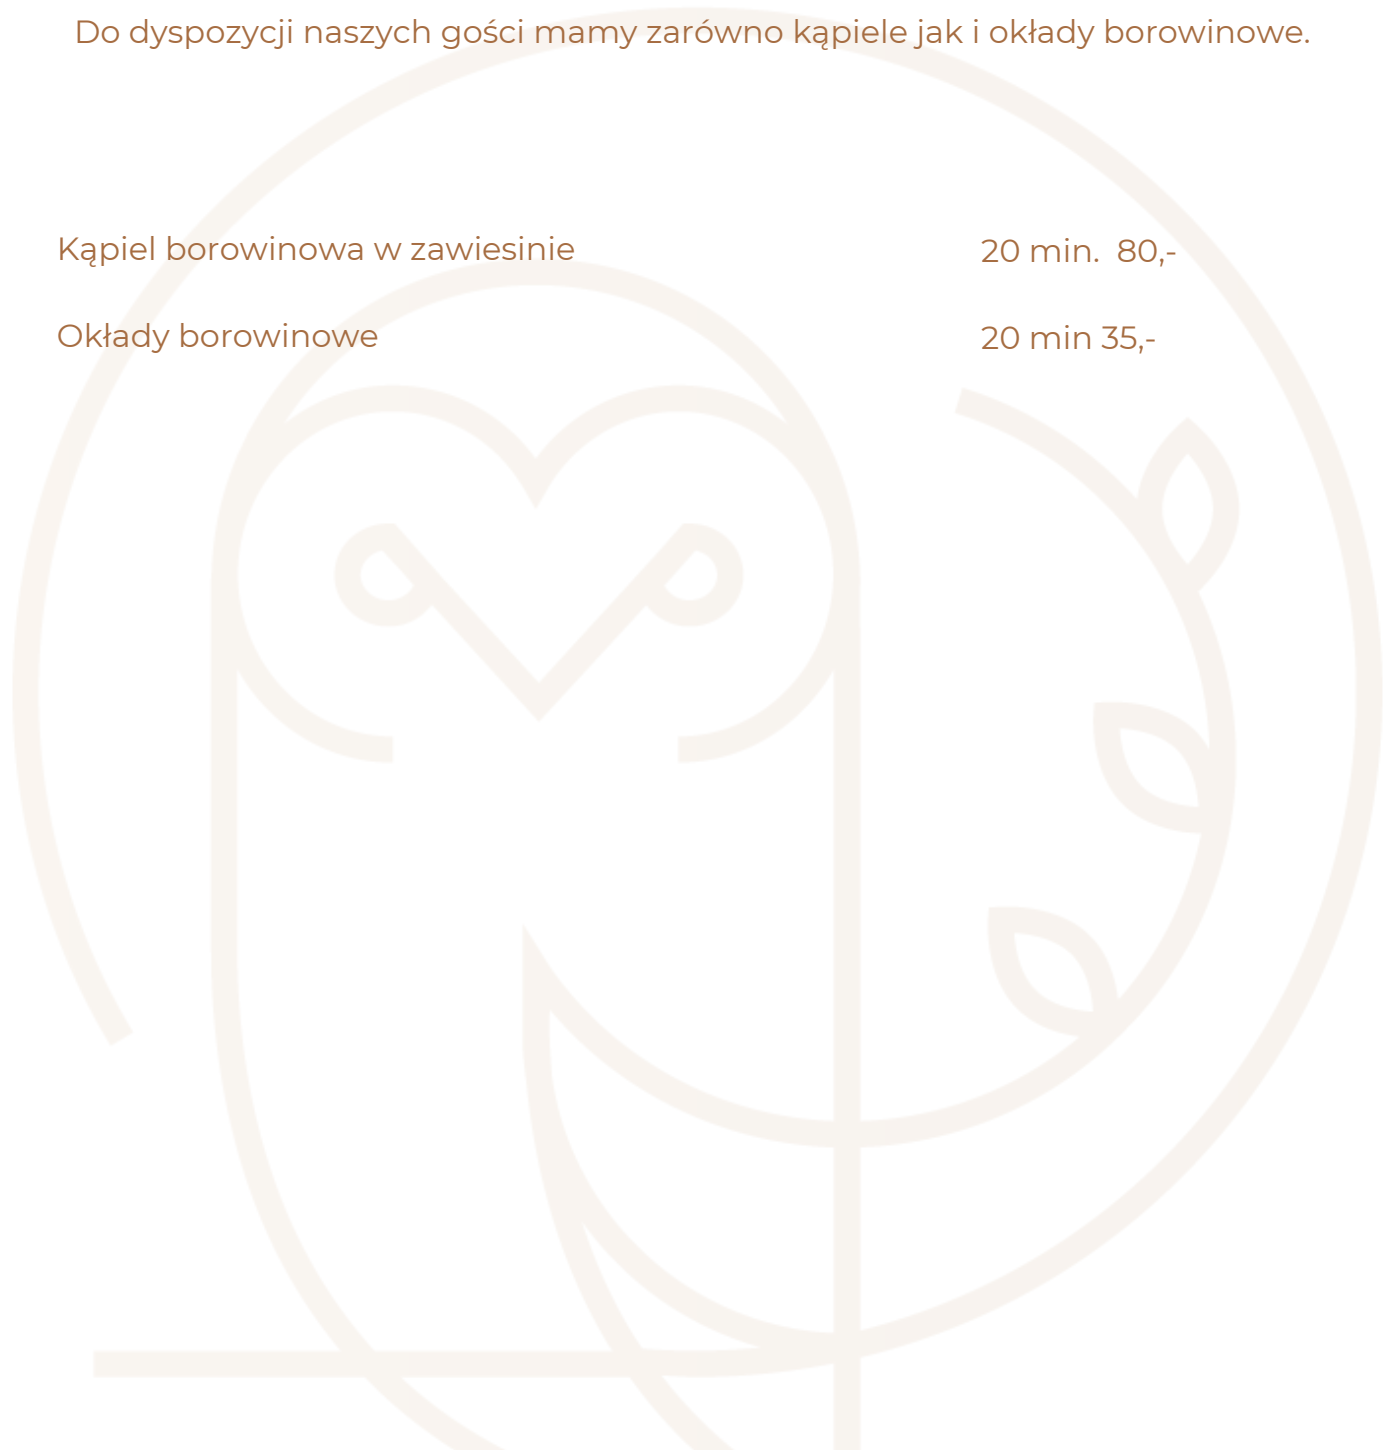 Do dyspozycji naszych gości mamy zarówno kąpiele jak i okłady borowinowe.
Kąpiel borowinowa w zawiesinie 20 min. 80,-
Okłady borowinowe 20 min 35,-